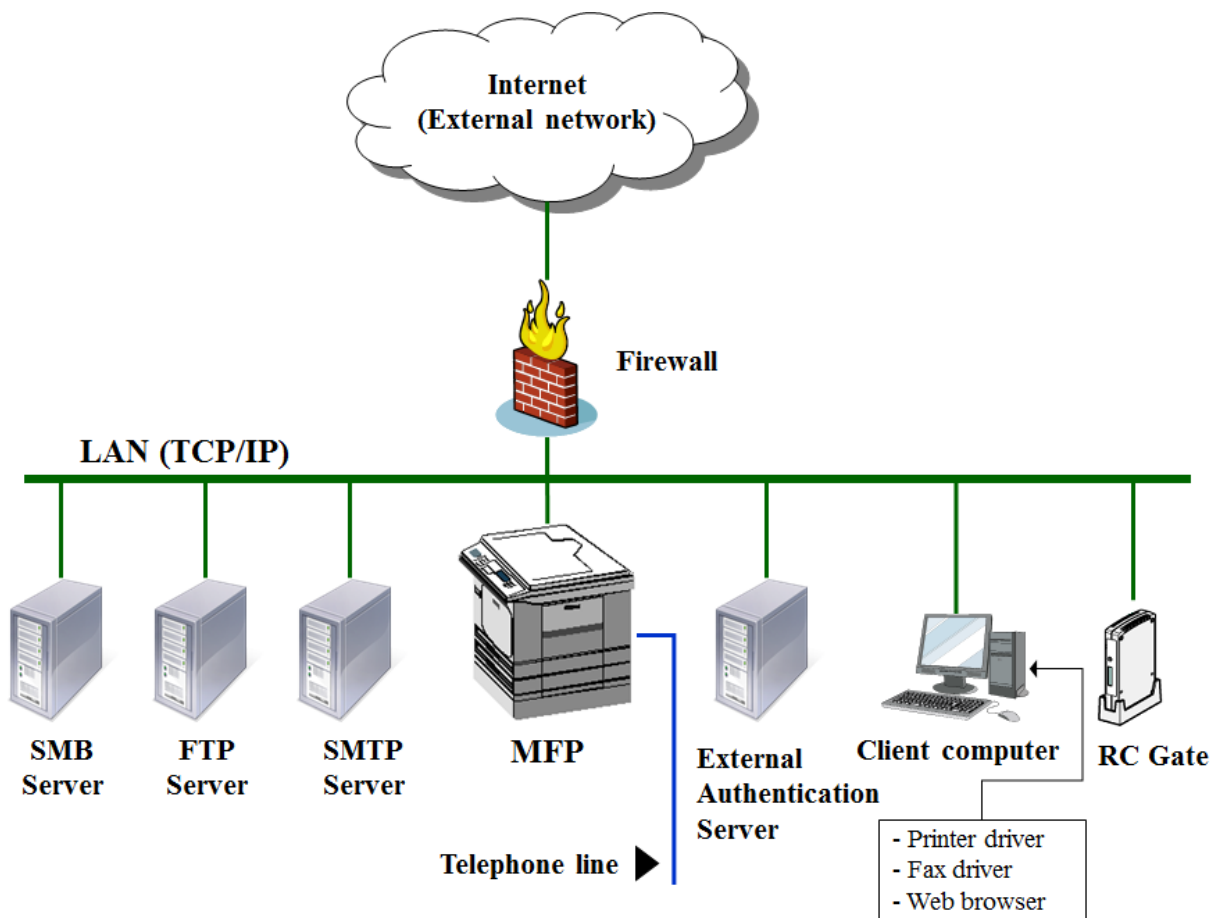 Internet
(External network)
Firewall
LAN (TCP/IP)
SMB
Server
FTP
Server
SMTP
Server
MFP
External
Authentication
Server
Client computer
RC Gate
Telephone line
- Printer driver
- Fax driver
- Web browser